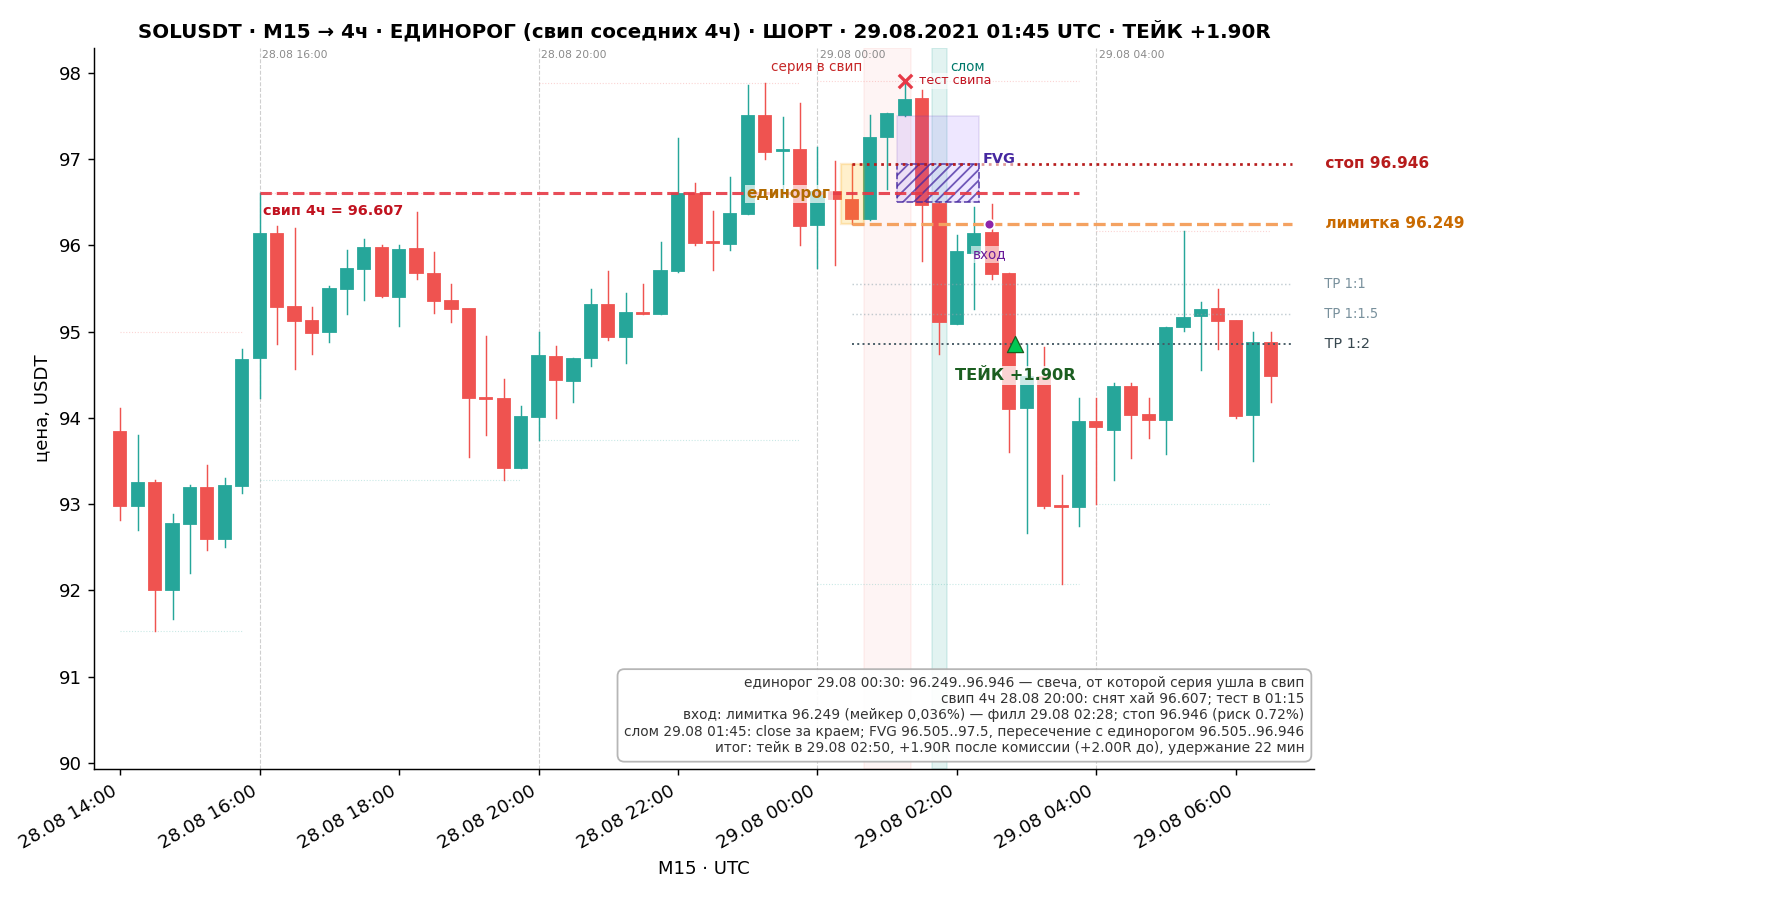 SOLUSDT · M15 → 4ч · ЕДИНОРОГ (свип соседних 4ч) · ШОРТ · 29.08.2021 01:45 UTC · ТЕЙК +1.90R
28.08 16:00
28.08 20:00
29.08 00:00
29.08 04:00
серия в свип
слом
тест свипа
98
97
96
95
94
93
92
91
90
цена, USDT
FVG
стоп 96.946
единорог
свип 4ч = 96.607
лимитка 96.249
вход
TP 1:1
TP 1:1.5
TP 1:2
ТЕЙК +1.90R
единорог 29.08 00:30: 96.249..96.946 — свеча, от которой серия ушла в свип
свип 4ч 28.08 20:00: снят хай 96.607; тест в 01:15
вход: лимитка 96.249 (мейкер 0,036%) — филл 29.08 02:28; стоп 96.946 (риск 0.72%)
слом 29.08 01:45: close за краем; FVG 96.505..97.5, пересечение с единорогом 96.505..96.946
итог: тейк в 29.08 02:50, +1.90R после комиссии (+2.00R до), удержание 22 мин
28.08 14:00
28.08 16:00
28.08 18:00
28.08 20:00
28.08 22:00
29.08 00:00
29.08 02:00
29.08 04:00
29.08 06:00
M15 · UTC